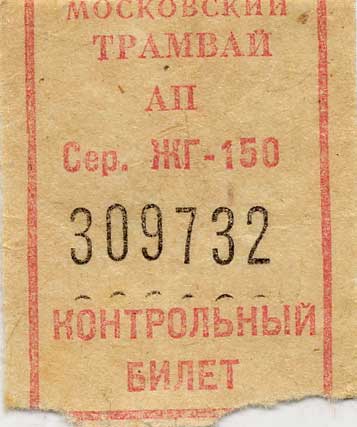 МОСКОВСКИЙ
ТРАМВАЙ
АП
Сер. ЖГ-150
309732
КОНТРОЛЬНЫЙ
БИЛЕТ